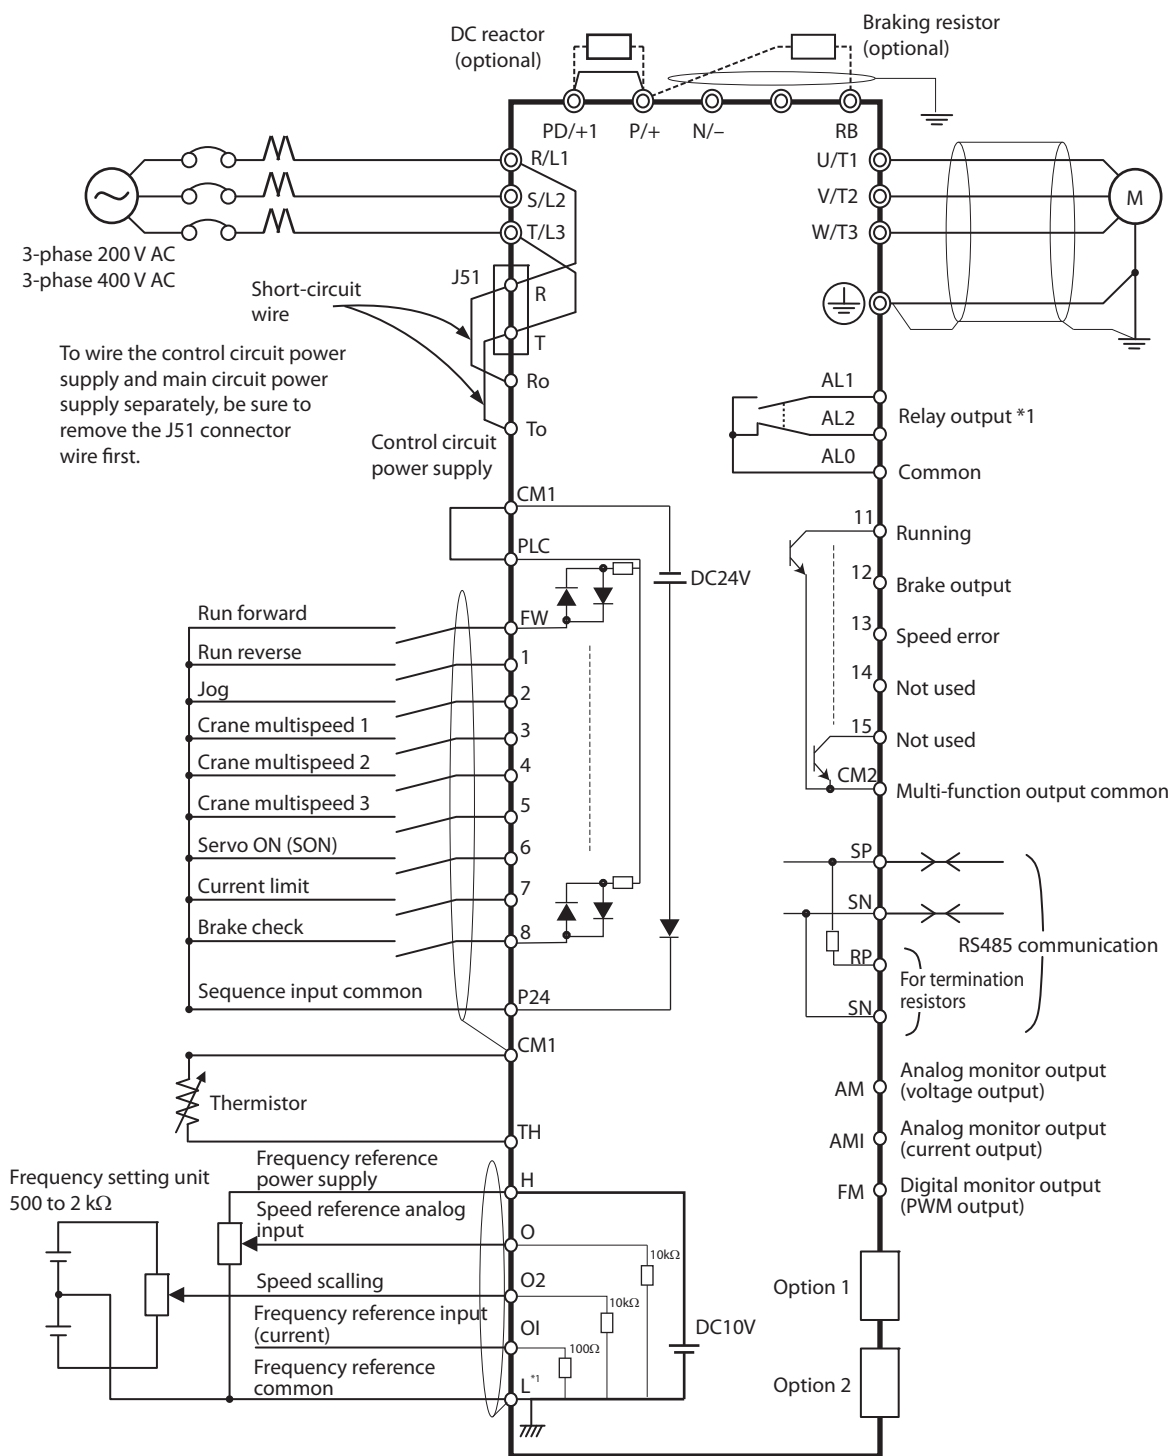 DC reactor
(optional)
Braking resistor
(optional)
PD/+1
P/+
N/–
RB
R/L1
S/L2
T/L3
3-phase 200 V AC
3-phase 400 V AC
U/T1
V/T2
W/T3
M
J51
R
T
Short-circuit
wire
To wire the control circuit power
supply and main circuit power
supply separately, be sure to
remove the J51 connector
wire first.
Ro
To
Control circuit
power supply
AL1
AL2
Relay output *1
AL0
Common
CM1
PLC
DC24V
11
Running
12
Brake output
13
Speed error
14
Not used
15
Not used
CM2
Multi-function output common
Run forward
FW
Run reverse
1
Jog
2
Crane multispeed 1
3
Crane multispeed 2
4
Crane multispeed 3
5
Servo ON (SON)
6
Current limit
7
Brake check
8
Sequence input common
P24
CM1
Thermistor
TH
SP
SN
RS485 communication
RP
For termination
resistors
SN
AM
Analog monitor output
(voltage output)
AMI
Analog monitor output
(current output)
FM
Digital monitor output
(PWM output)
Frequency setting unit
500 to 2 kΩ
Frequency reference
power supply
H
Speed reference analog
input
O
10kΩ
Speed scalling
O2
10kΩ
Frequency reference input
(current)
OI
100Ω
DC10V
Frequency reference
common
L*1
Option 1
Option 2